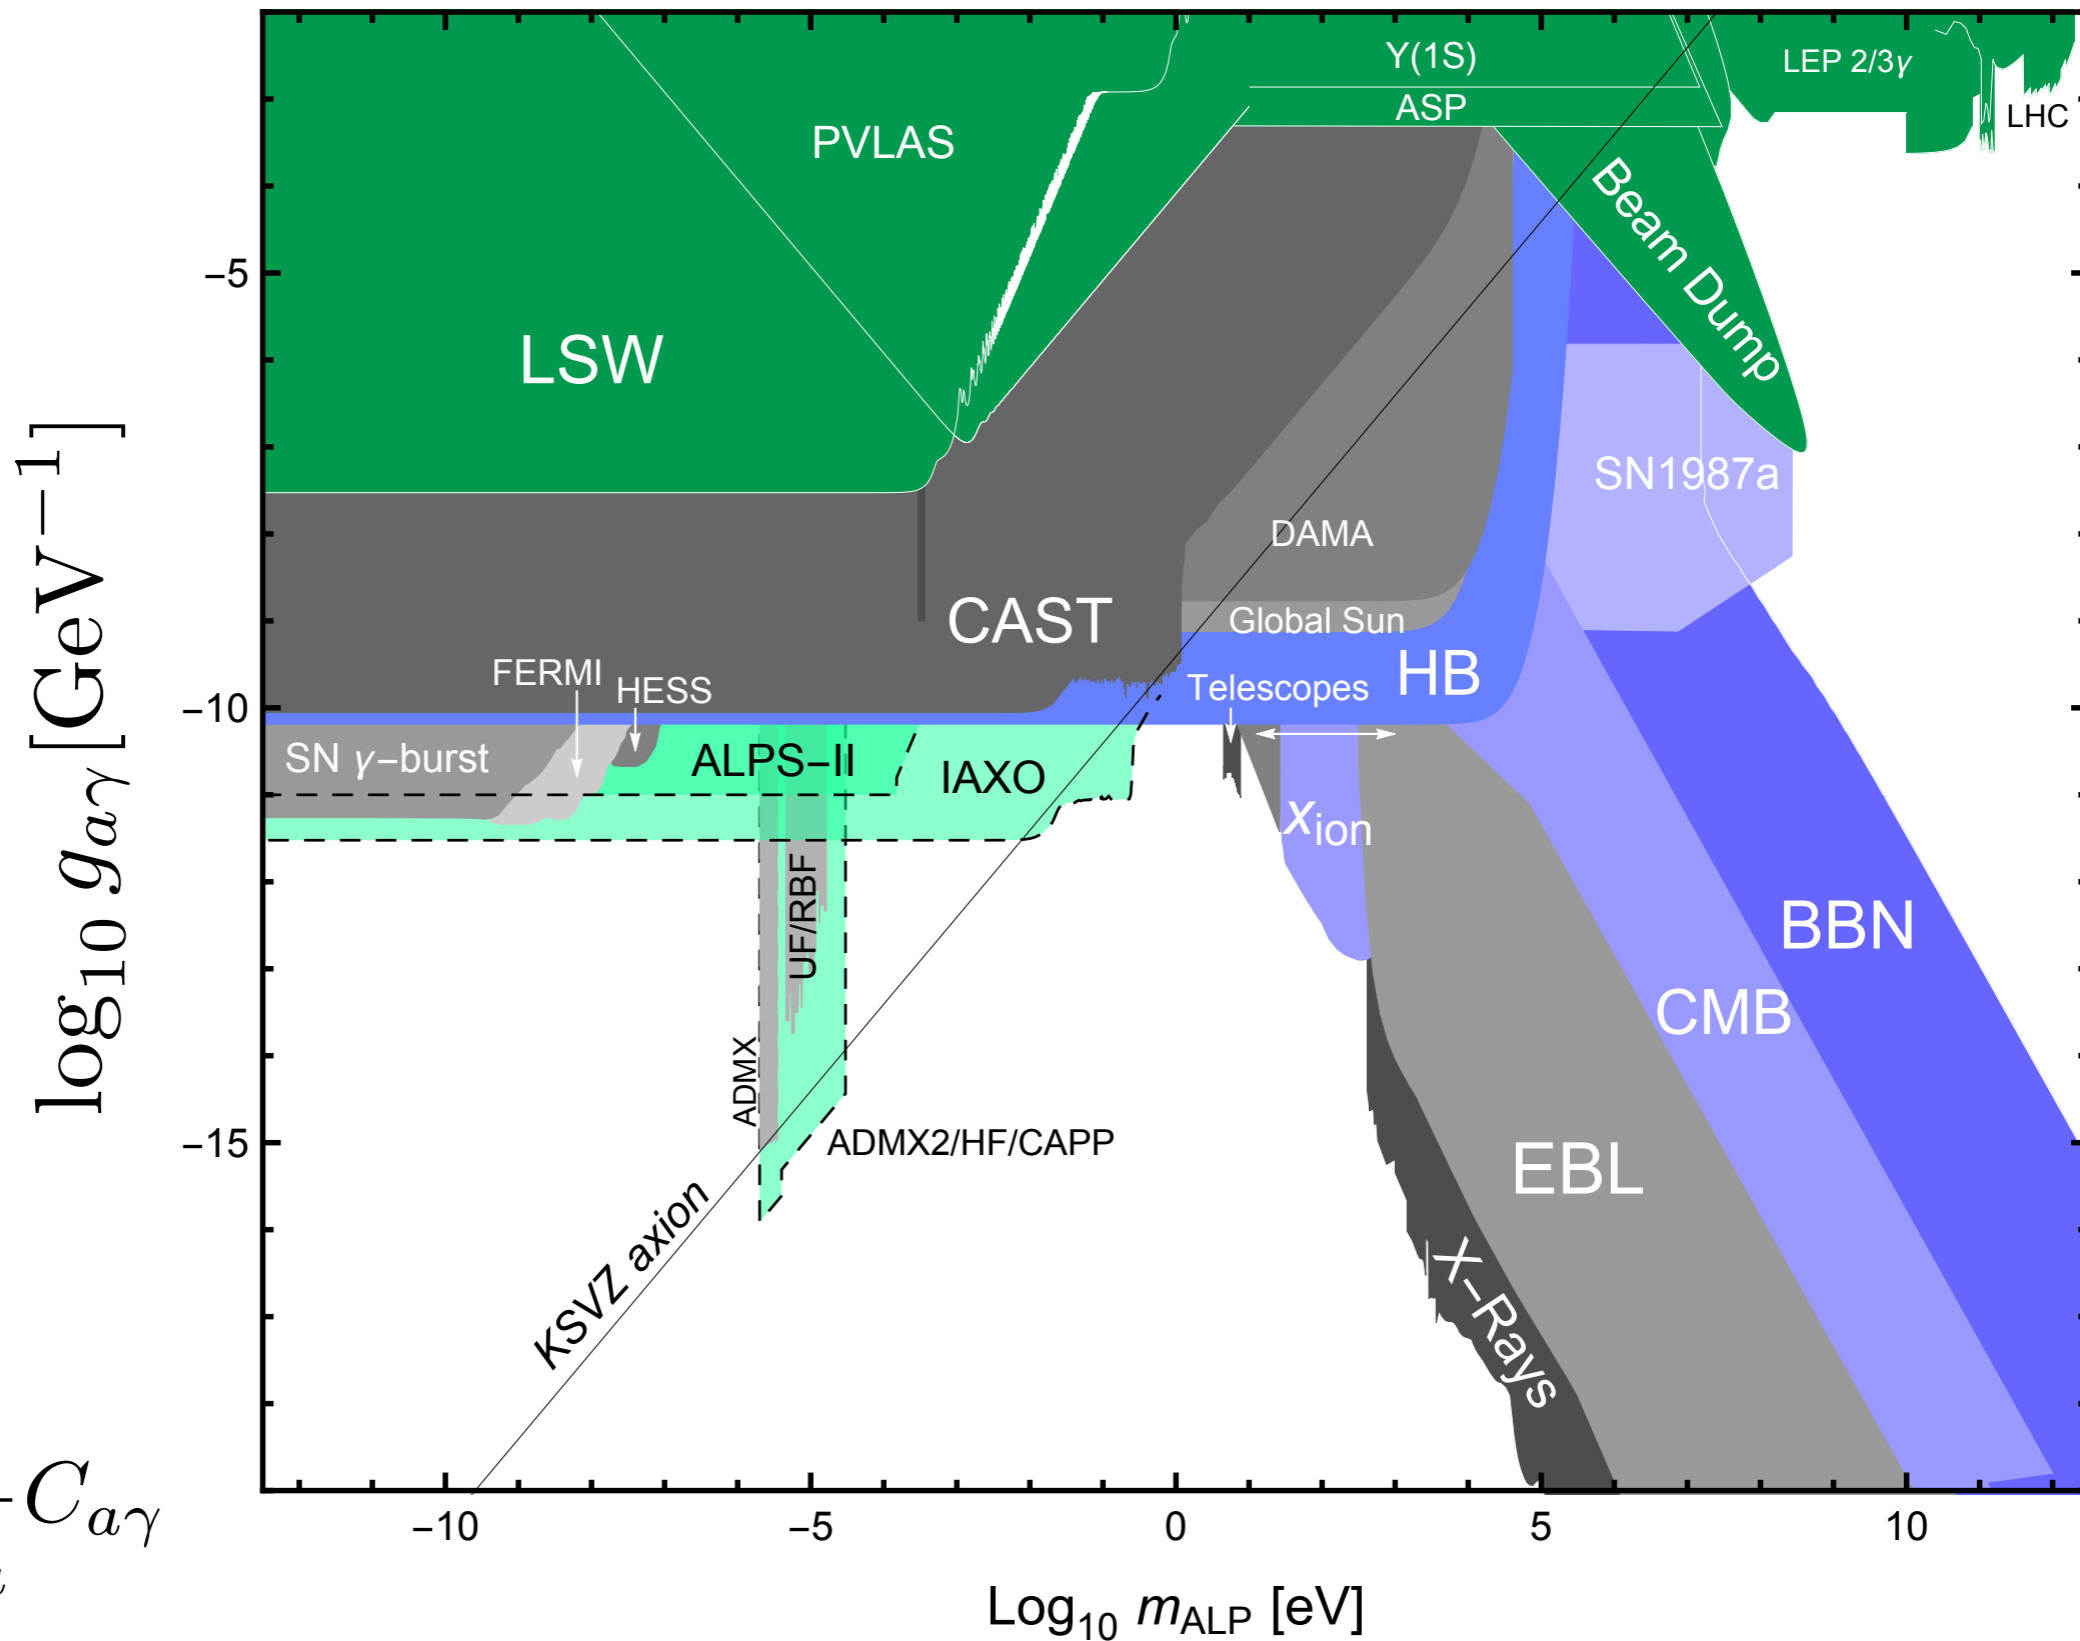 Y(1S)
LEP 2/3γ
ASP
LHC
PVLAS
Beam Dump
−5
LSW
SN1987a
DAMA
CAST
Global Sun
FERMI
HESS
HB
Telescopes
−10
SN γ−burst
ALPS−II
IAXO
xion
UF/RBF
BBN
CMB
ADMX
ADMX2/HF/CAPP
−15
EBL
KSVZ axion
X−Rays
log10 gaγ [GeV−1]
Caγ
−10 −5 0 5 10
Log10 mALP [eV]